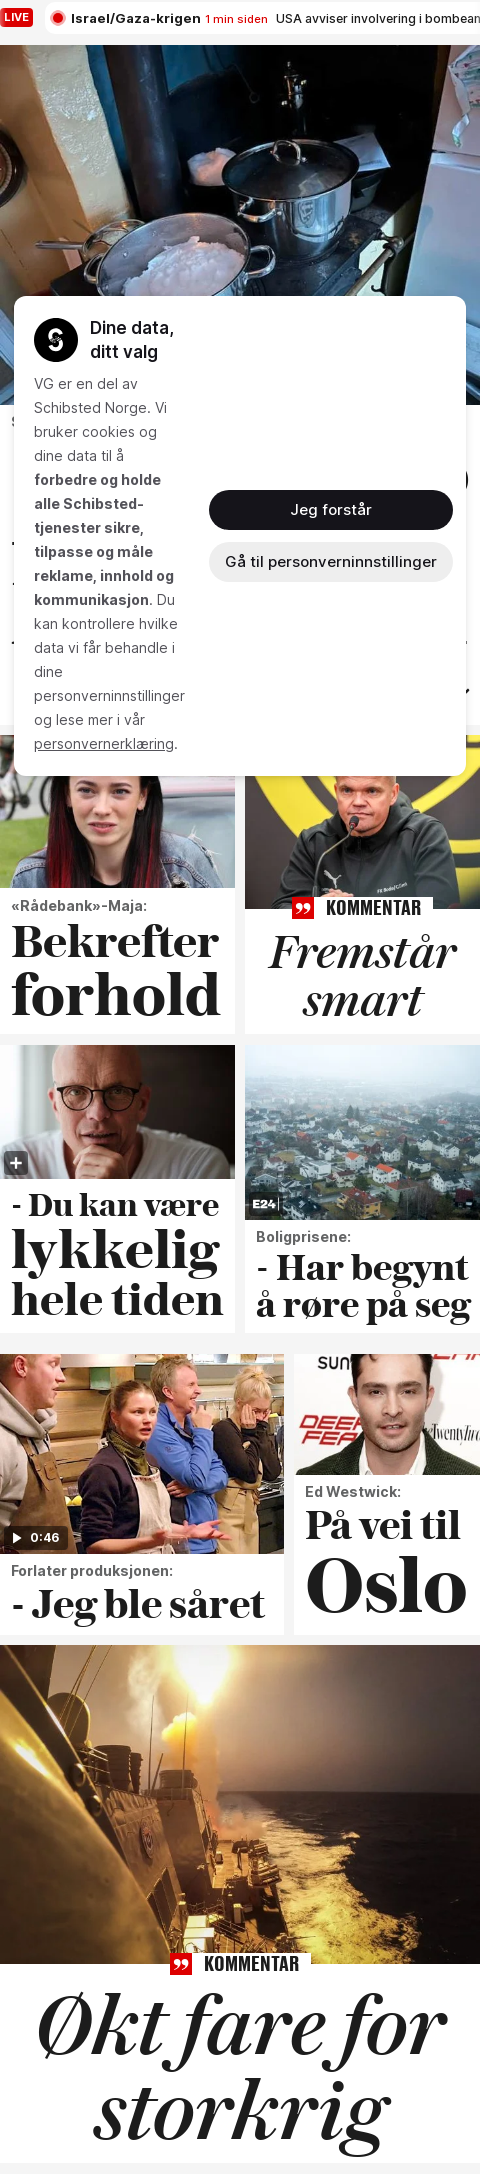 LIVE
Israel/Gaza-krigen 1 min siden USA avviser involvering i
Dine data,
ditt valg
VG er en del av
Schibsted Norge. Vi
bruker cookies og
dine data til å
forbedre og holde
alle Schibsted-
tjenester sikre,
tilpasse og måle
reklame, innhold og
kommunikasjon. Du
kan kontrollere hvilke
data vi får behandle i
dine
personverninnstillinger
og lese mer i vår
personvernerklæring.
Jeg forstår
Gå til personverninnstillinger
«Rådebank»-Maja:
Bekrefter
forhold
KOMMENTAR
Fremstår
smart
- Du kan være
lykkelig
hele tiden
E24
Boligprisene:
- Har begynt
å røre på seg
0:46
Forlater produksjonen:
- Jeg ble såret
Ed Westwick:
På vei til
Oslo
KOMMENTAR
Økt fare for
storkrig